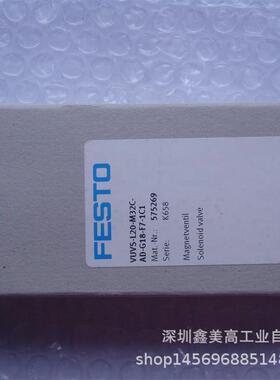 FESTO
VUVS-L20-M32C-
AD-G18-F7-1C1
Mat. Nr.: 575269
Serie: K658
Magnetventil
Solenoid valve
深圳鑫美高工业自
shop145696885148